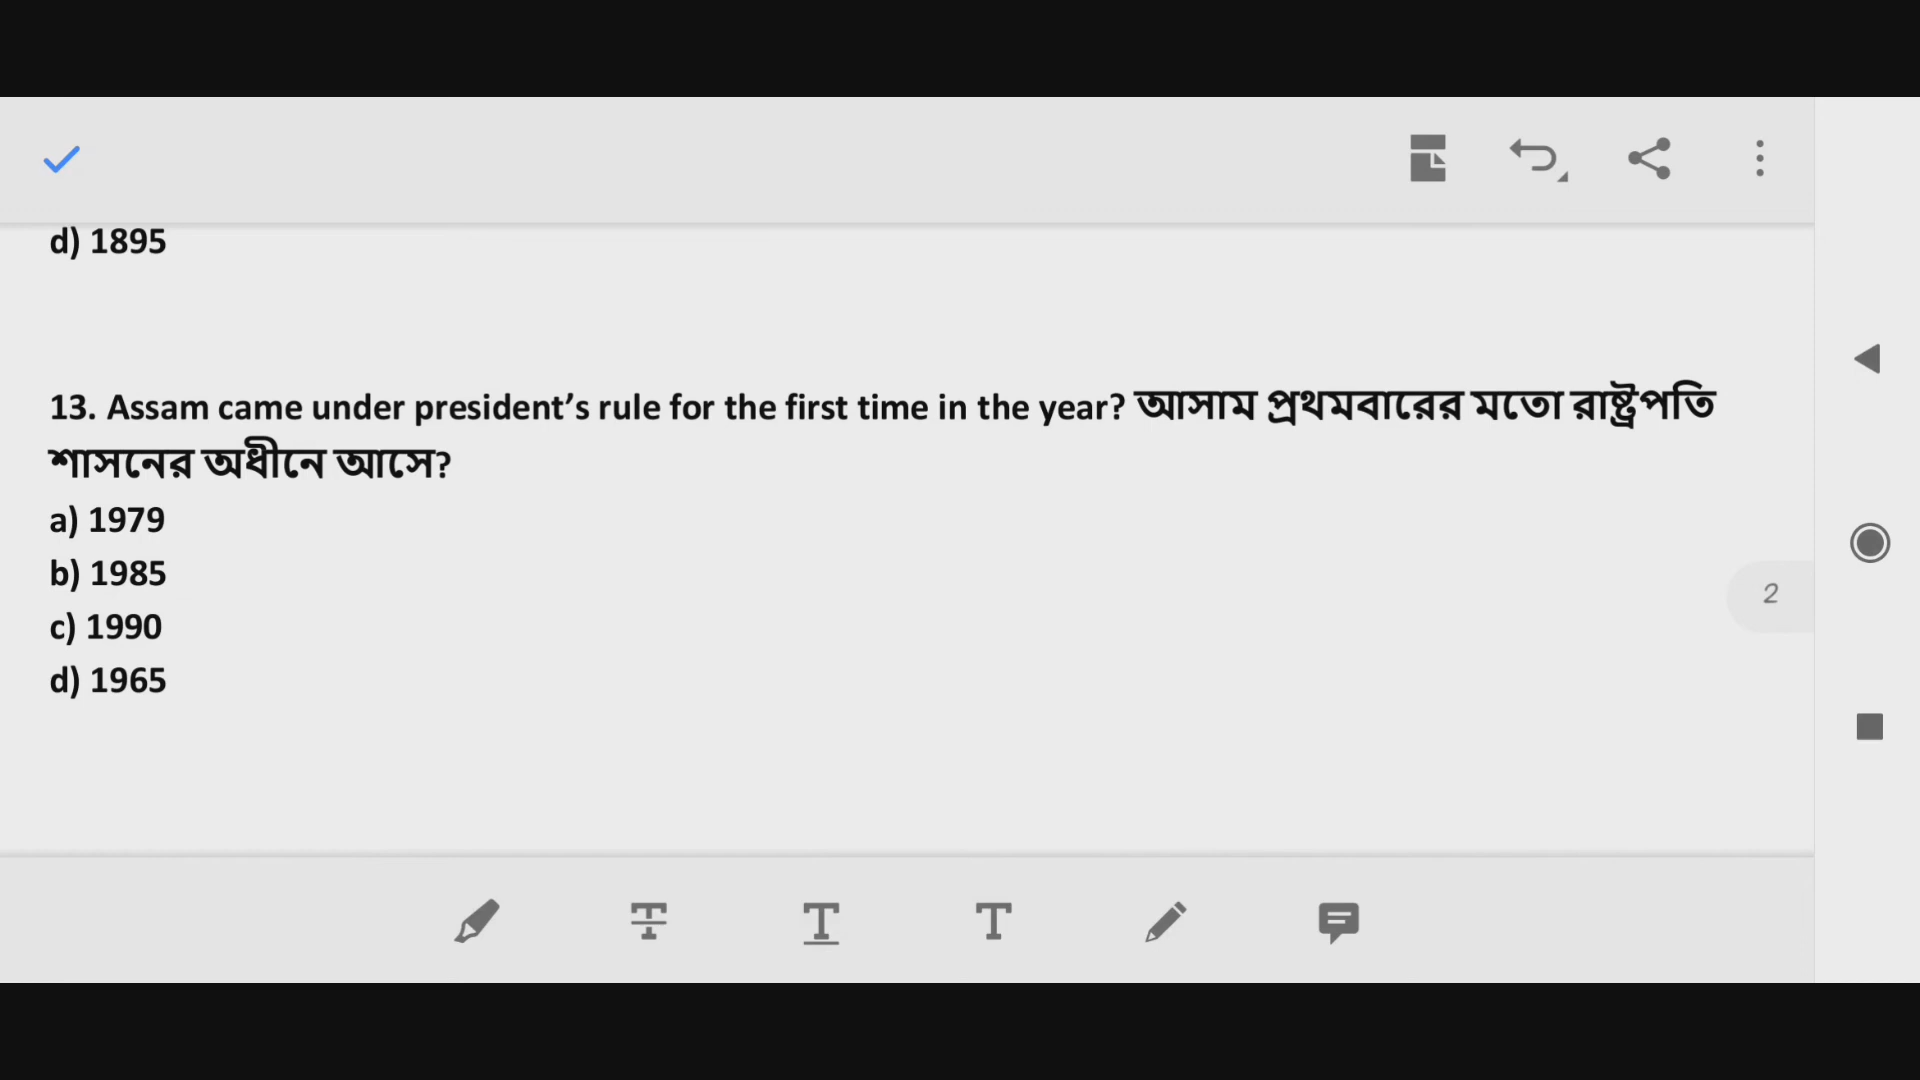 d) 1895
13. Assam came under president’s rule for the first time in the year? আসাম প্রথমবারের মতো রাষ্ট্রপতি
শাসনের অধীনে আসে?
a) 1979
b) 1985
c) 1990
2
d) 1965